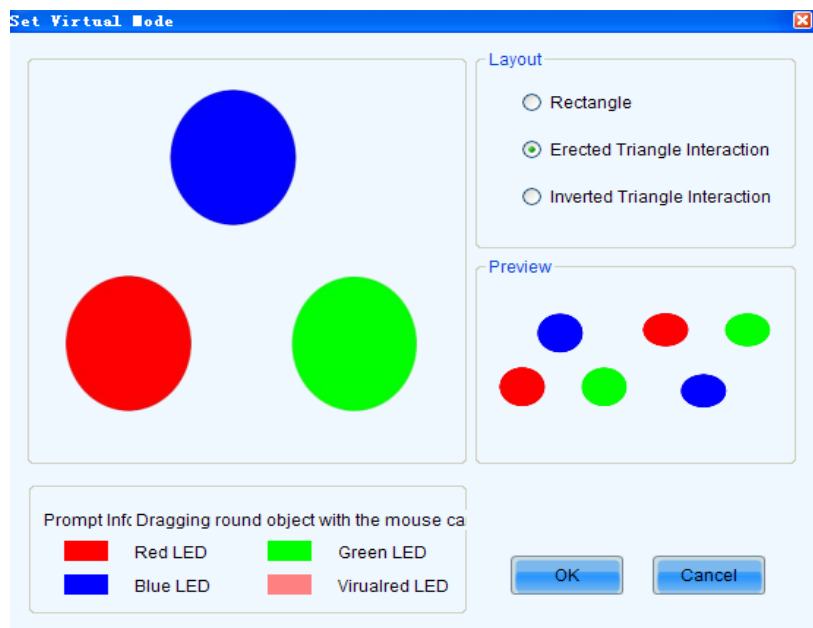 Set Virtual Mode
Layout
Rectangle
Erected Triangle Interaction
Inverted Triangle Interaction
Preview
Prompt Info Dragging round object with the mouse ca
Red LED
Green LED
Blue LED
Virualred LED
OK
Cancel